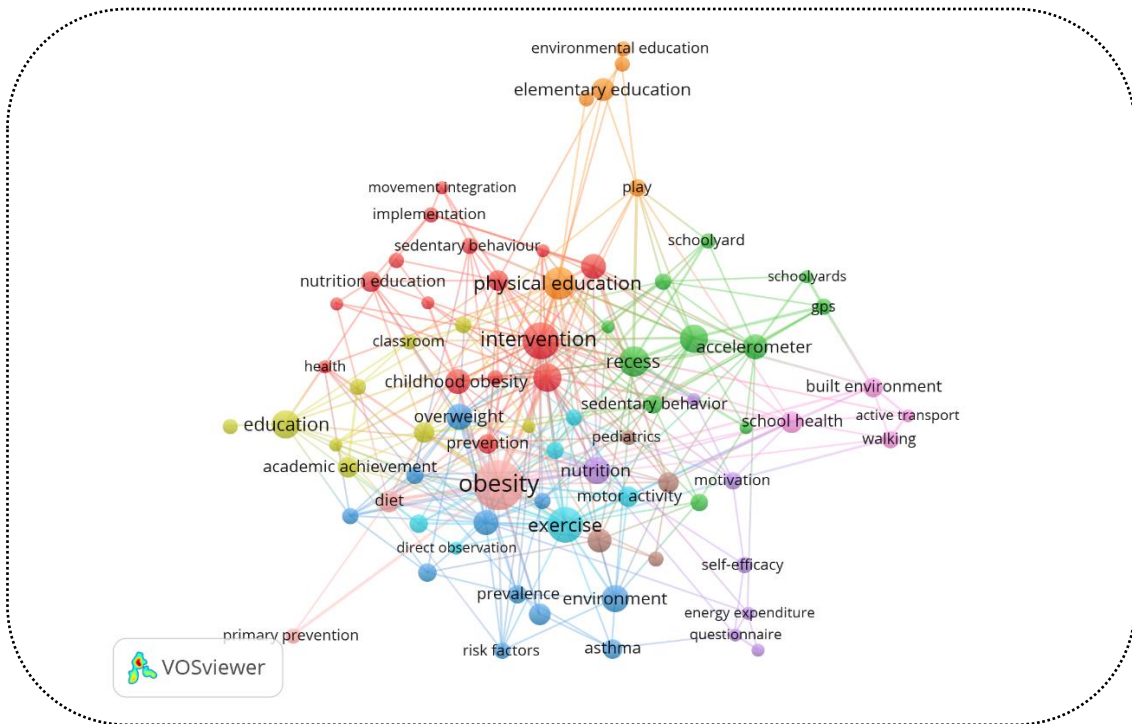 environmental education
elementary education
movement integration
play
implementation
sedentary behaviour
schoolyard
schoolyards
nutrition education
physical education
gps
classroom
intervention
accelerometer
recess
health
childhood obesity
built environment
sedentary behavior
overweight
active transport
education
school health
pediatrics
walking
prevention
academic achievement
nutrition
obesity
motivation
diet
motor activity
exercise
direct observation
self-efficacy
prevalence
environment
energy expenditure
primary prevention
questionnaire
risk factors
asthma
VOSviewer